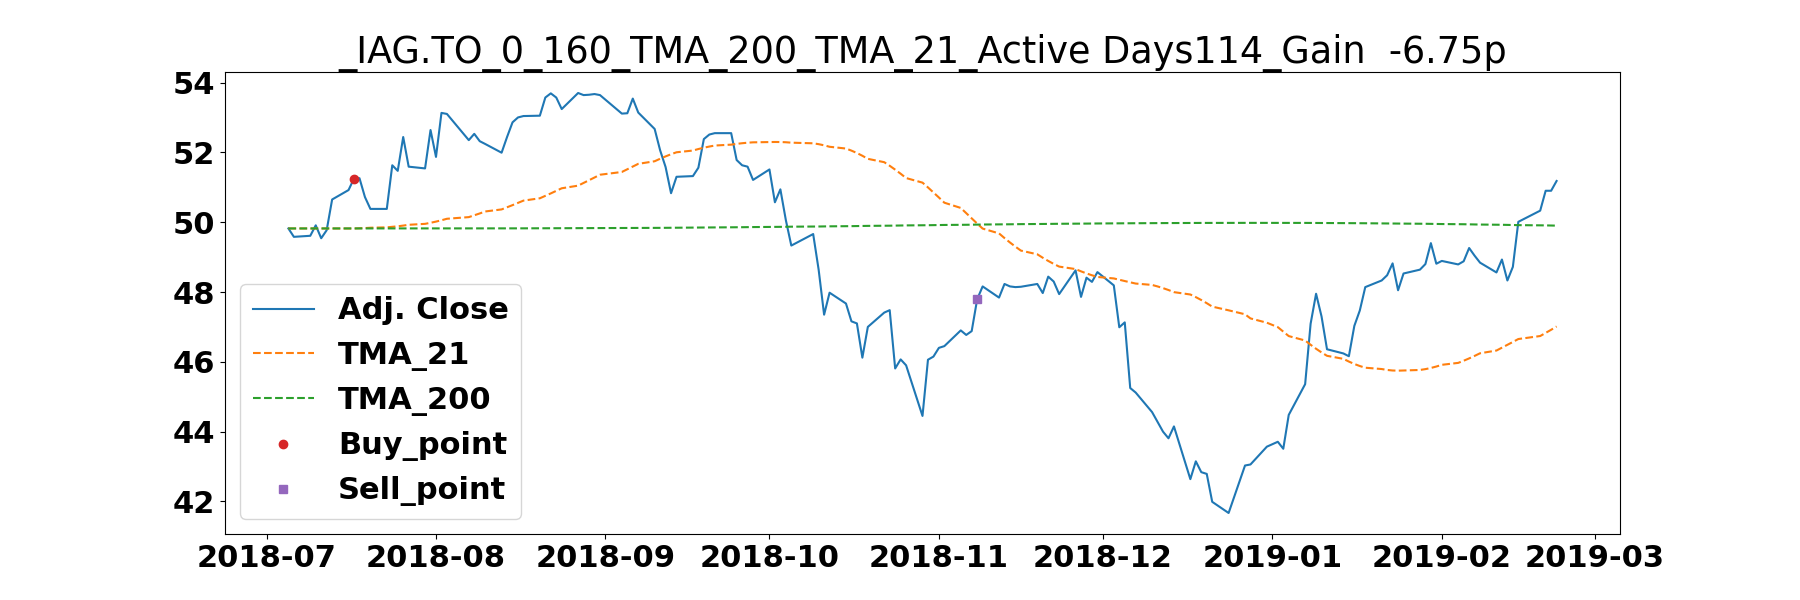 _IAG.TO_0_160_TMA_200_TMA_21_Active Days114_Gain  -6.75p
54
52
50
48
46
44
42
Adj. Close
TMA_21
TMA_200
Buy_point
Sell_point
2018-07 2018-08 2018-09 2018-10 2018-11 2018-12 2019-01 2019-02 2019-03